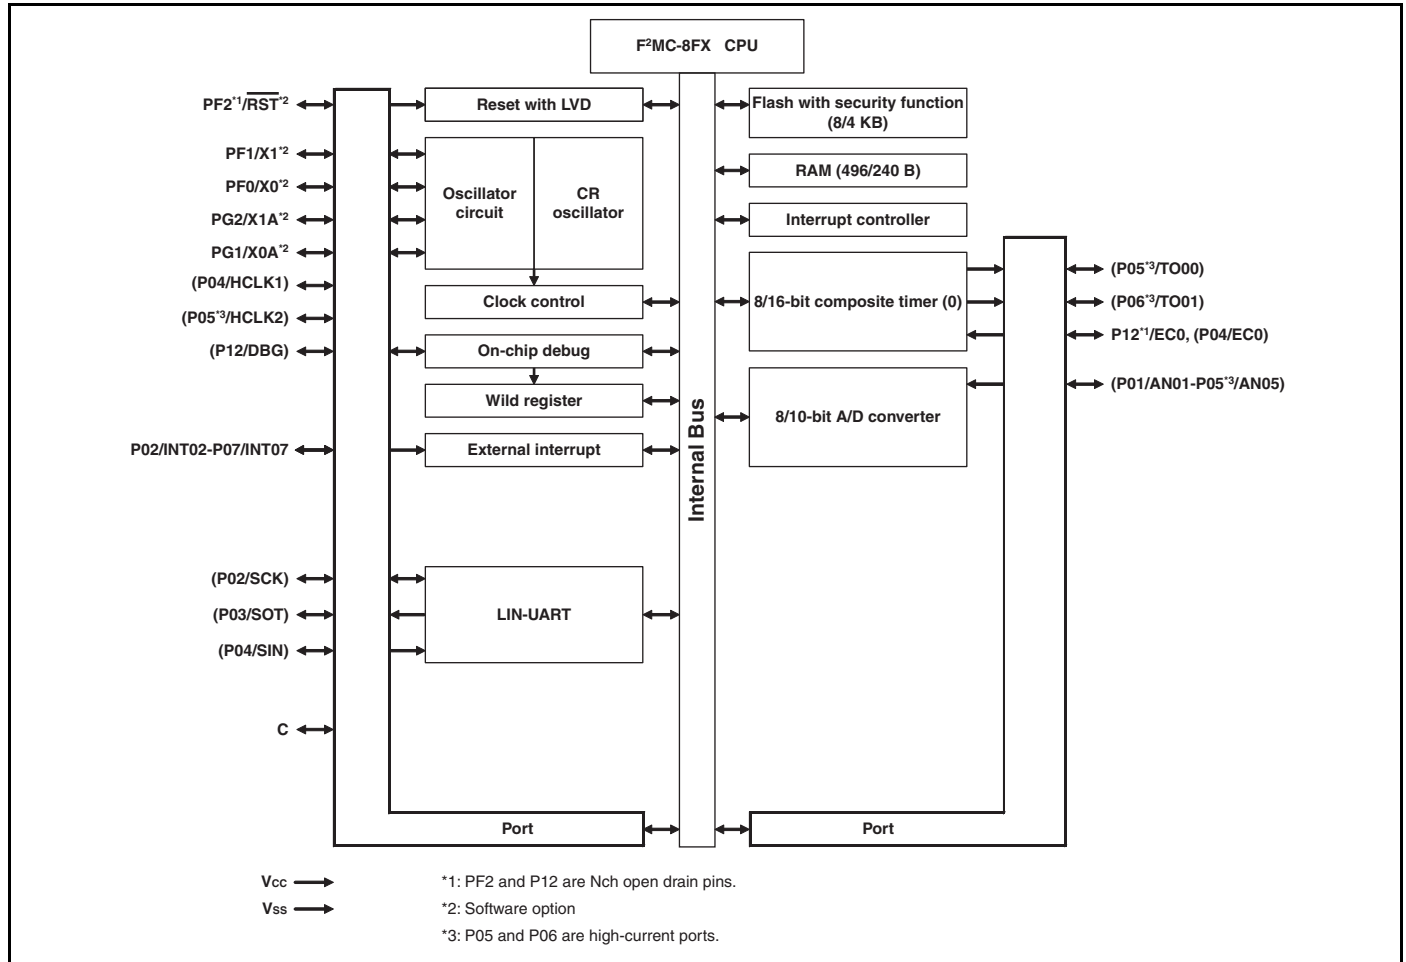 F²MC-8FX CPU
PF2*1/RST*2
PF1/X1*2
PF0/X0*2
PG2/X1A*2
PG1/X0A*2
(P04/HCLK1)
(P05*3/HCLK2)
(P12/DBG)
P02/INT02-P07/INT07
(P02/SCK)
(P03/SOT)
(P04/SIN)
C
Reset with LVD
Oscillator
circuit
CR
oscillator
Clock control
On-chip debug
Wild register
External interrupt
LIN-UART
Port
Internal Bus
Flash with security function
(8/4 KB)
RAM (496/240 B)
Interrupt controller
8/16-bit composite timer (0)
8/10-bit A/D converter
Port
(P05*3/TO00)
(P06*3/TO01)
P12*1/EC0, (P04/EC0)
(P01/AN01-P05*3/AN05)
Vcc
Vss
*1: PF2 and P12 are Nch open drain pins.
*2: Software option
*3: P05 and P06 are high-current ports.